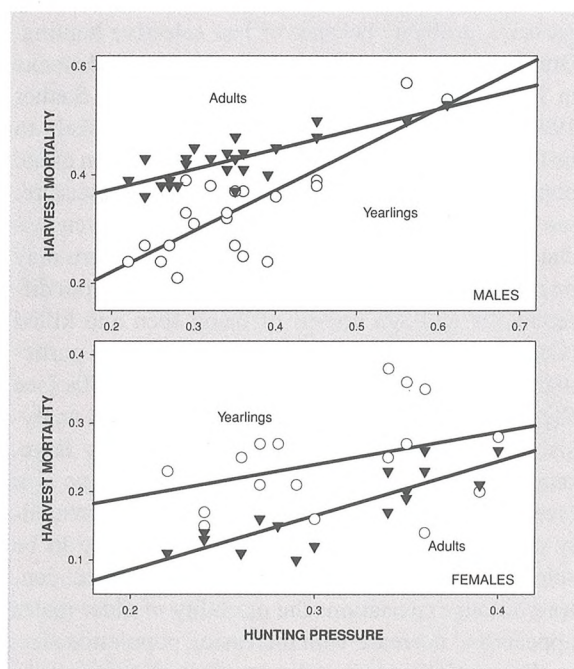 HARVEST MORTALITY
0.6
0.4
0.2
Adults
Yearlings
MALES
0.2 0.3 0.4 0.5 0.6 0.7
HARVEST MORTALITY
0.4
0.3
0.2
0.1
Yearlings
Adults
FEMALES
0.2 0.3 0.4
HUNTING PRESSURE